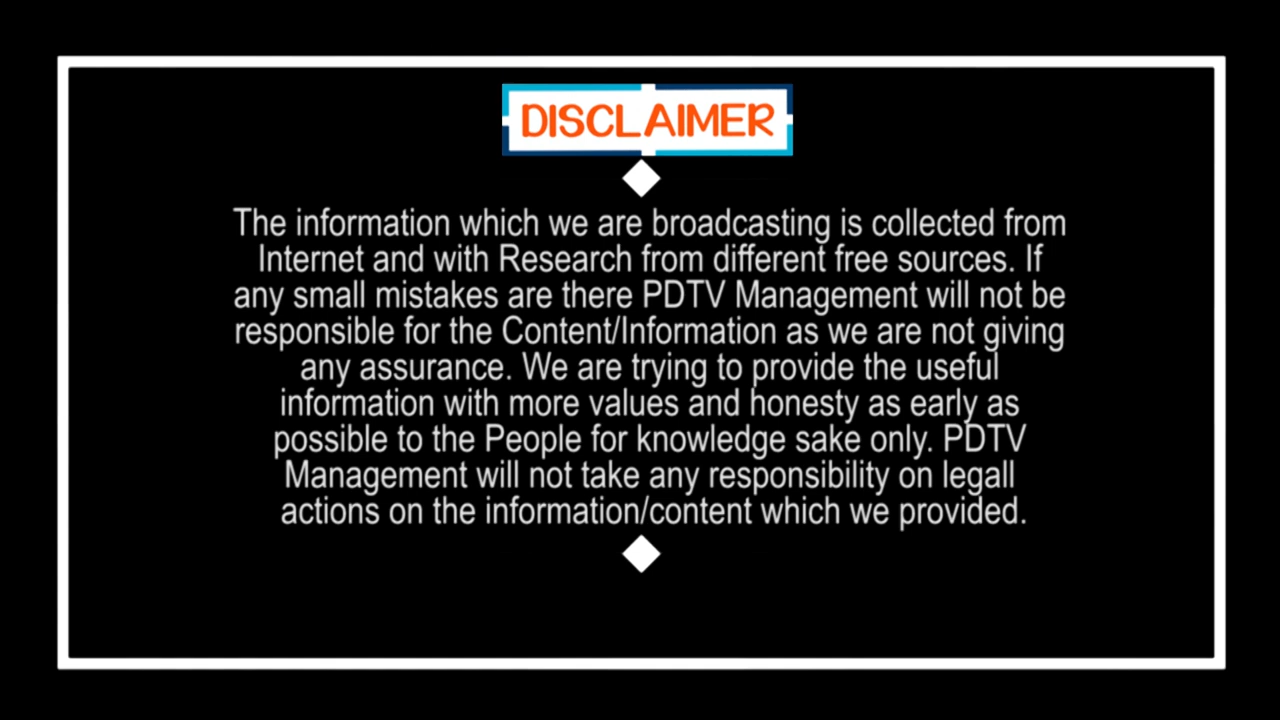 DISCLAIMER
The information which we are broadcasting is collected from
Internet and with Research from different free sources. If
any small mistakes are there PDTV Management will not be
responsible for the Content/Information as we are not giving
any assurance. We are trying to provide the useful
information with more values and honesty as early as
possible to the People for knowledge sake only. PDTV
Management will not take any responsibility on legall
actions on the information/content which we provided.